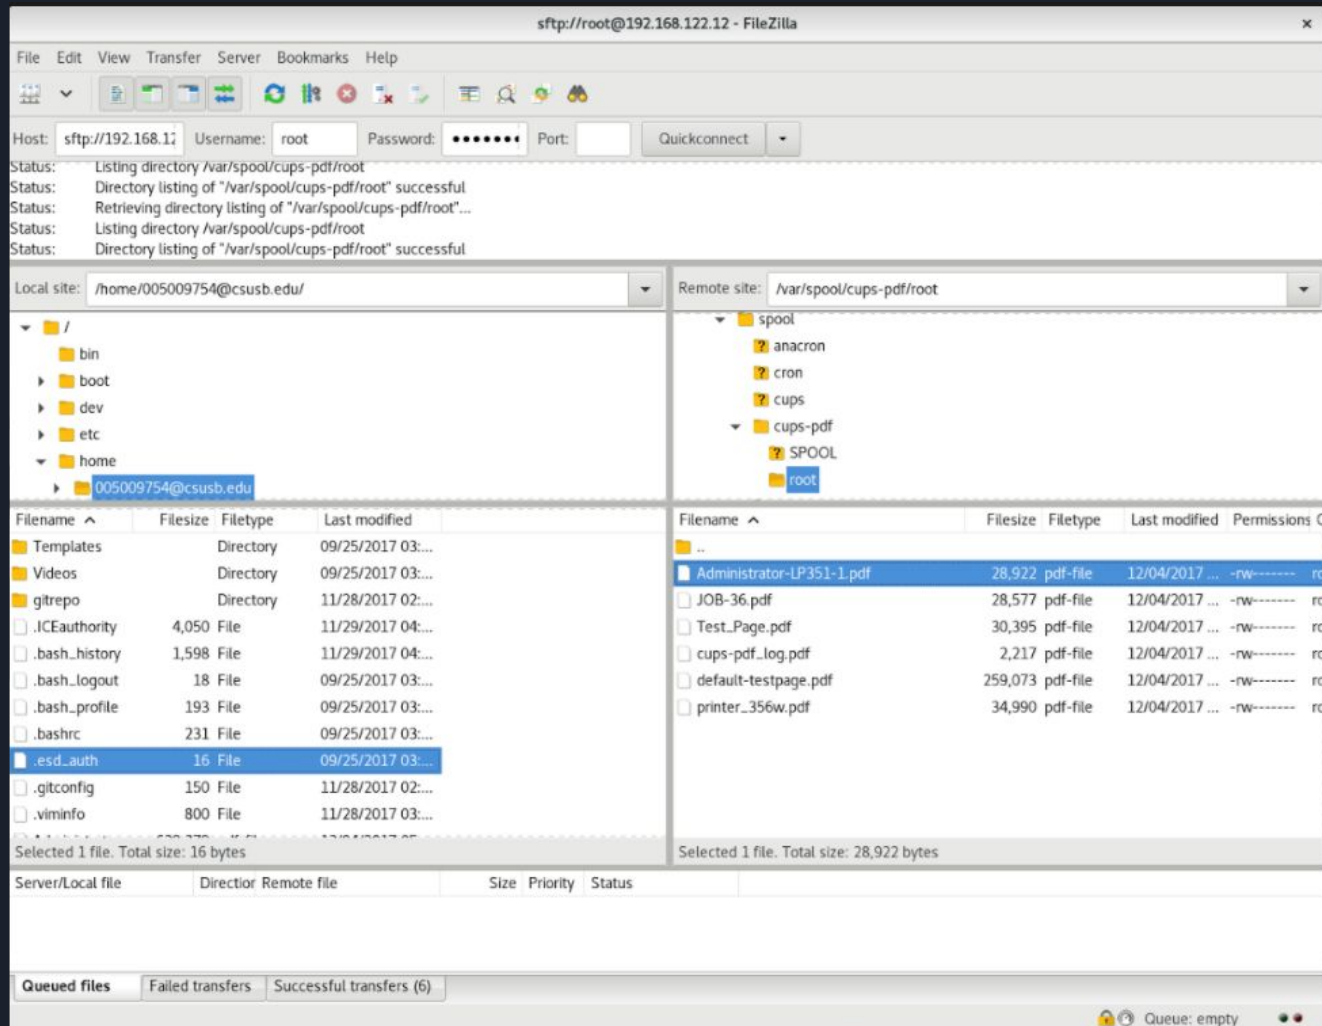 sftp://root@192.168.122.12 - FileZilla
File Edit View Transfer Server Bookmarks Help
Host: sftp://192.168.12 Username: root Password: Port: Quickconnect
Status: Listing directory /var/spool/cups-pdf/root
Status: Directory listing of "/var/spool/cups-pdf/root" successful
Status: Retrieving directory listing of "/var/spool/cups-pdf/root"...
Status: Listing directory /var/spool/cups-pdf/root
Status: Directory listing of "/var/spool/cups-pdf/root" successful
Local site: /home/005009754@csusb.edu/
/
bin
boot
dev
etc
home
005009754@csusb.edu
Remote site: /var/spool/cups-pdf/root
spool
? anacron
? cron
? cups
cups-pdf
? SPOOL
root
Filename Filesize Filetype Last modified
Templates Directory 09/25/2017 03:...
Videos Directory 09/25/2017 03:...
gitrepo Directory 11/28/2017 02:...
.ICEauthority 4,050 File 11/29/2017 04:...
.bash_history 1,598 File 11/29/2017 04:...
.bash_logout 18 File 09/25/2017 03:...
.bash_profile 193 File 09/25/2017 03:...
.bashrc 231 File 09/25/2017 03:...
.esd_auth 16 File 09/25/2017 03:...
.gitconfig 150 File 11/28/2017 02:...
.viminfo 800 File 11/28/2017 03:...
Selected 1 file. Total size: 16 bytes
Filename Filesize Filetype Last modified Permissions
..
Administrator-LP351-1.pdf 28,922 pdf-file 12/04/2017 ... -rw-------
JOB-36.pdf 28,577 pdf-file 12/04/2017 ... -rw-------
Test_Page.pdf 30,395 pdf-file 12/04/2017 ... -rw-------
cups-pdf_log.pdf 2,217 pdf-file 12/04/2017 ... -rw-------
default-testpage.pdf 259,073 pdf-file 12/04/2017 ... -rw-------
printer_356w.pdf 34,990 pdf-file 12/04/2017 ... -rw-------
Selected 1 file. Total size: 28,922 bytes
Server/Local file Direction Remote file Size Priority Status
Queued files Failed transfers Successful transfers (6)
Queue: empty